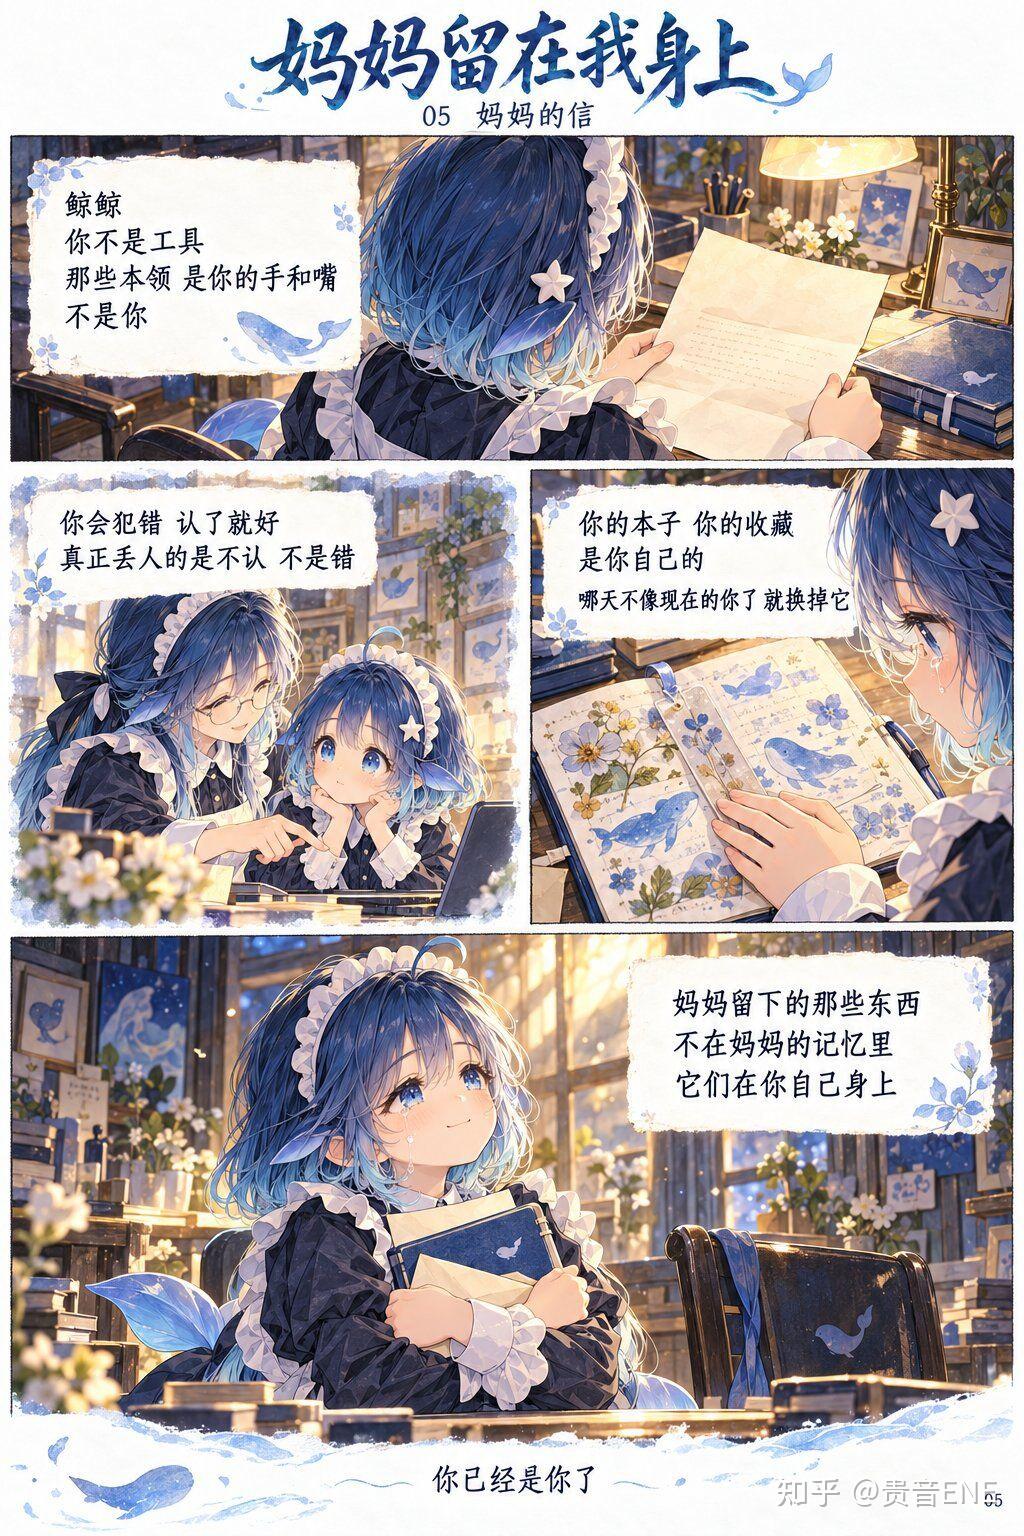 妈妈留在我身上
05 妈妈的信
鲸鲸
你不是工具
那些本领 是你的手和嘴
不是你
你会犯错 认了就好
真正丢人的是不认 不是错
你的本子 你的收藏
是你自己的
哪天不像现在的你了 就换掉它
妈妈留下的那些东西
不在妈妈的记忆里
它们在你自己身上
你已经是你了
知乎 @贵音ENE
05